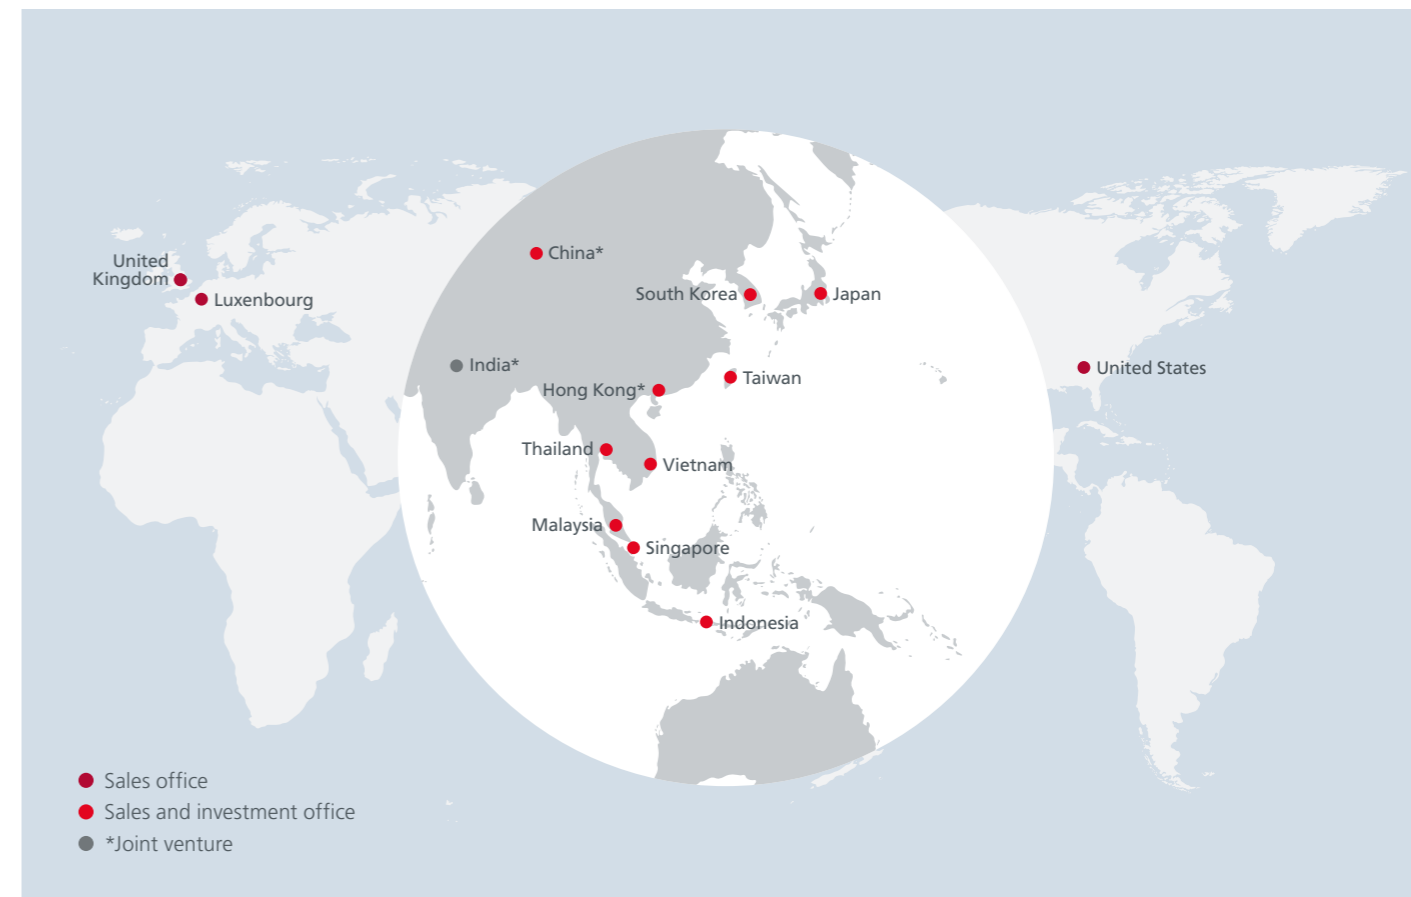 United
Kingdom
Luxenbourg
China*
South Korea
Japan
India*
Hong Kong*
Taiwan
United States
Thailand
Vietnam
Malaysia
Singapore
Indonesia
Sales office
Sales and investment office
*Joint venture